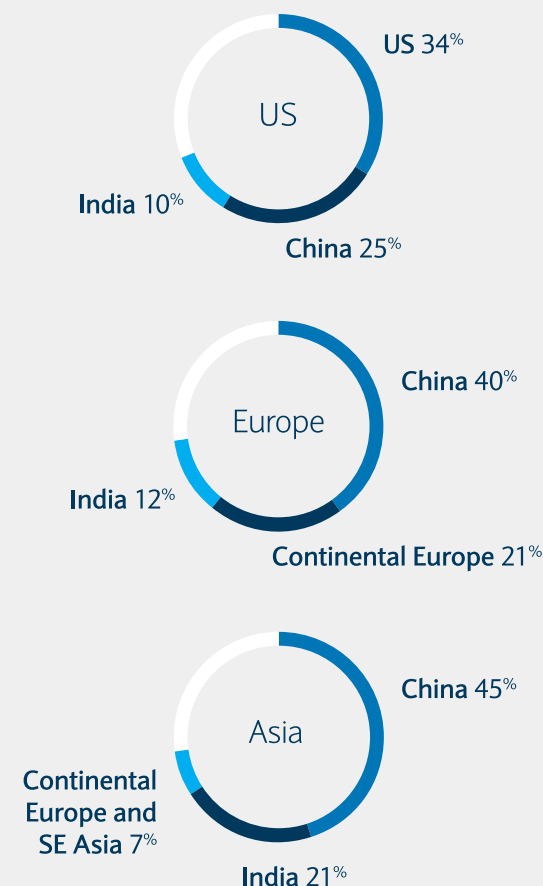 US 34%
US
India 10%
China 25%
China 40%
Europe
India 12%
Continental Europe 21%
China 45%
Asia
Continental
Europe and
SE Asia 7%
India 21%